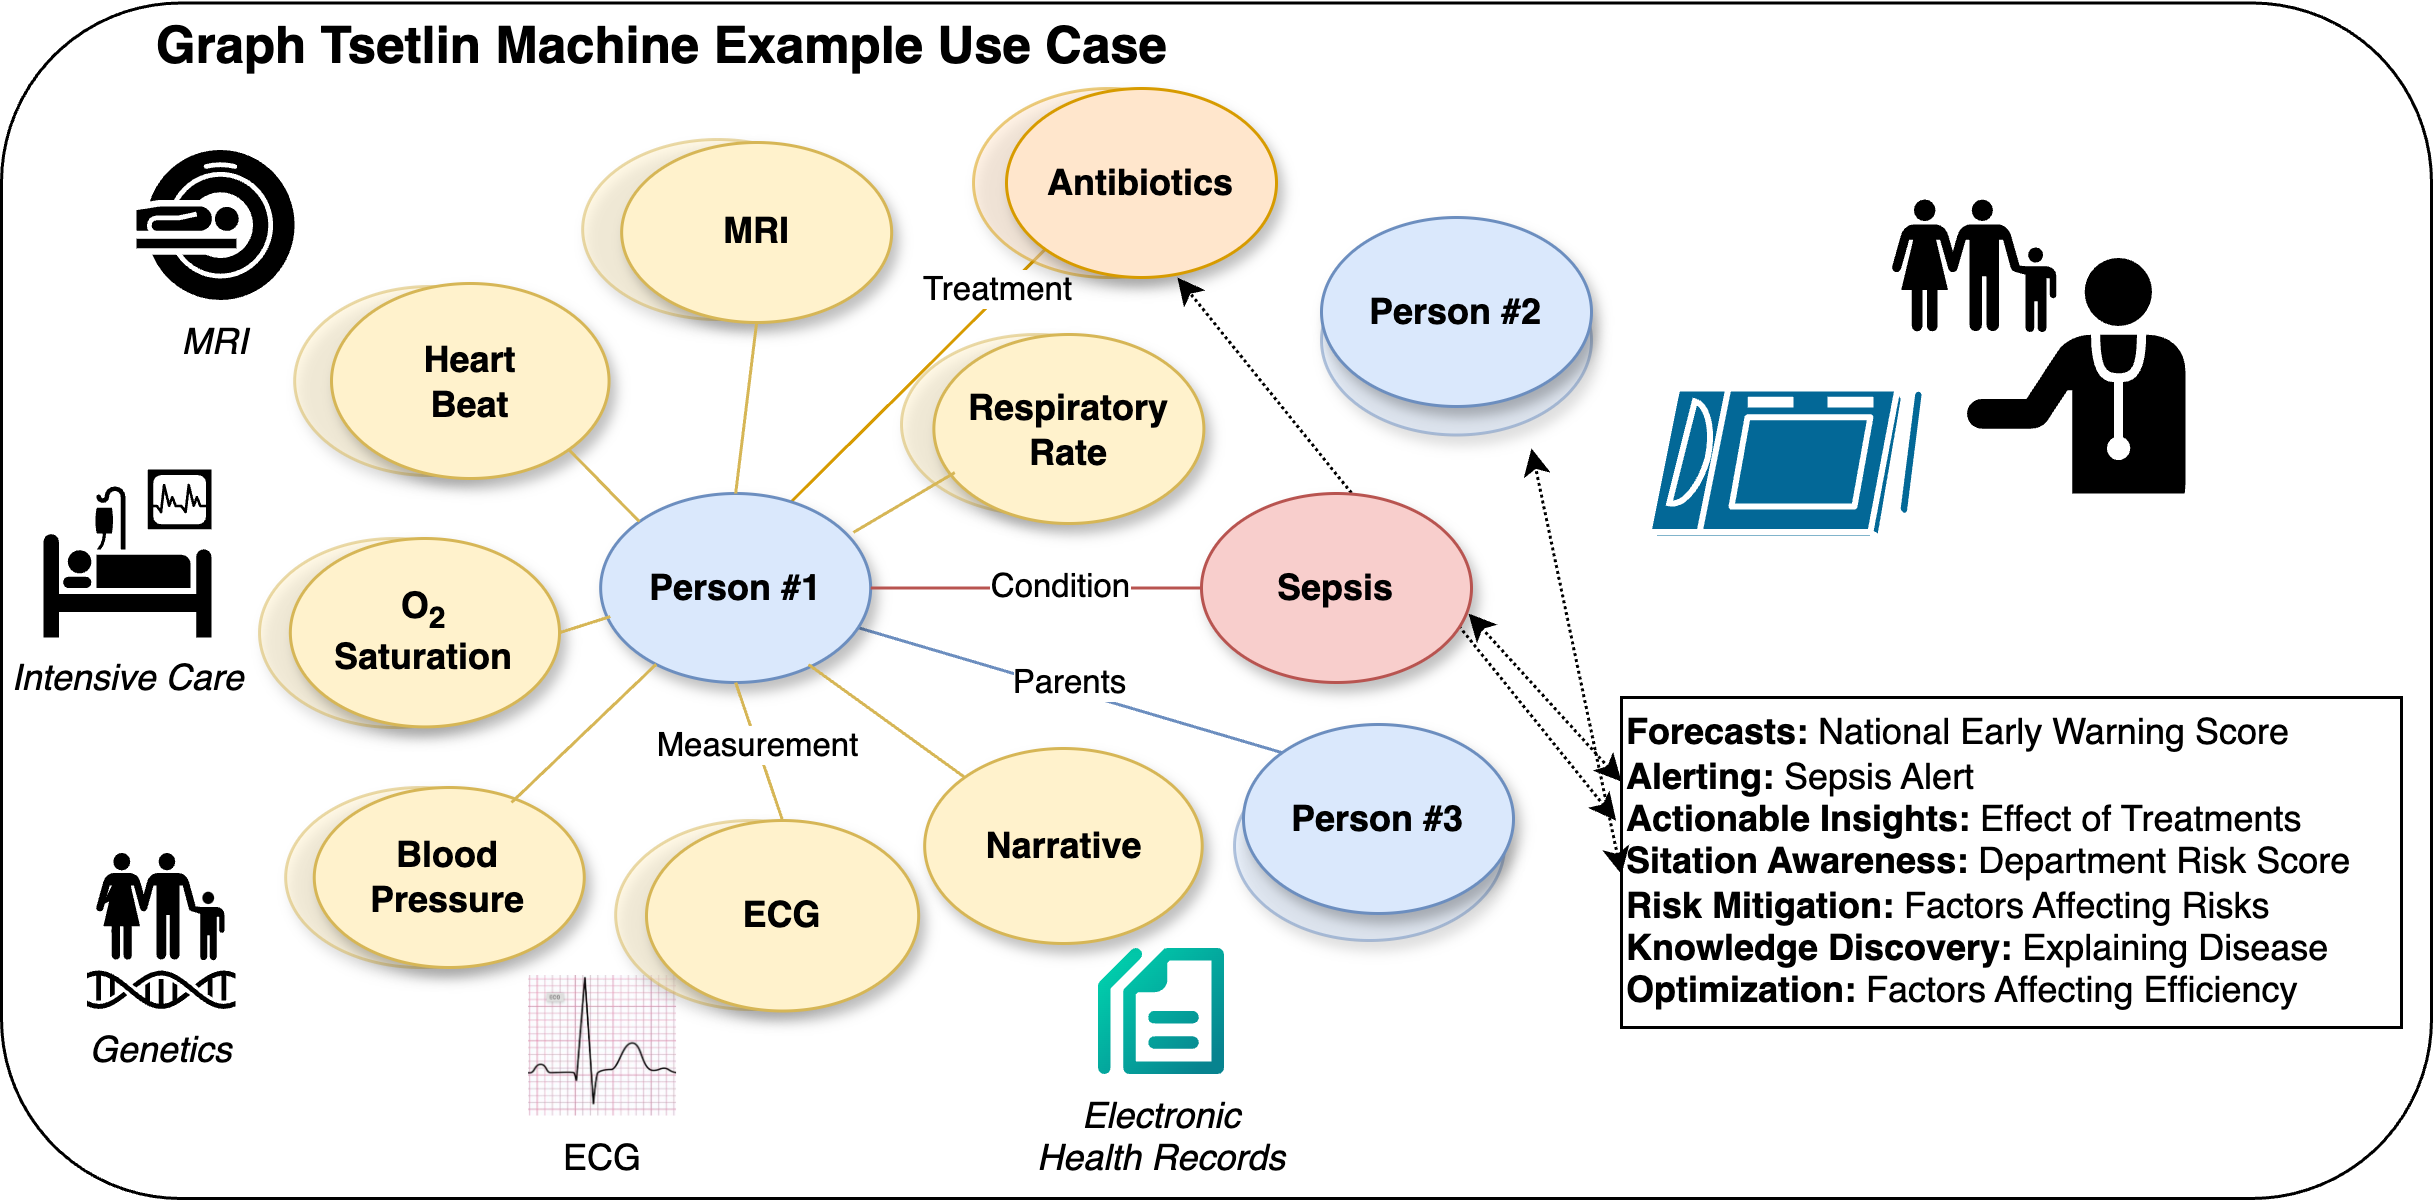 Graph Tsetlin Machine Example Use Case
Antibiotics
MRI
Person #2
Treatment
MRI
Heart
Beat
Respiratory
Rate
Person #1
Condition
Sepsis
O2
Saturation
Intensive Care
Parents
Measurement
Forecasts: National Early Warning Score
Alerting: Sepsis Alert
Actionable Insights: Effect of Treatments
Sitation Awareness: Department Risk Score
Risk Mitigation: Factors Affecting Risks
Knowledge Discovery: Explaining Disease
Optimization: Factors Affecting Efficiency
Person #3
Narrative
Blood
Pressure
ECG
Genetics
ECG
Electronic
Health Records